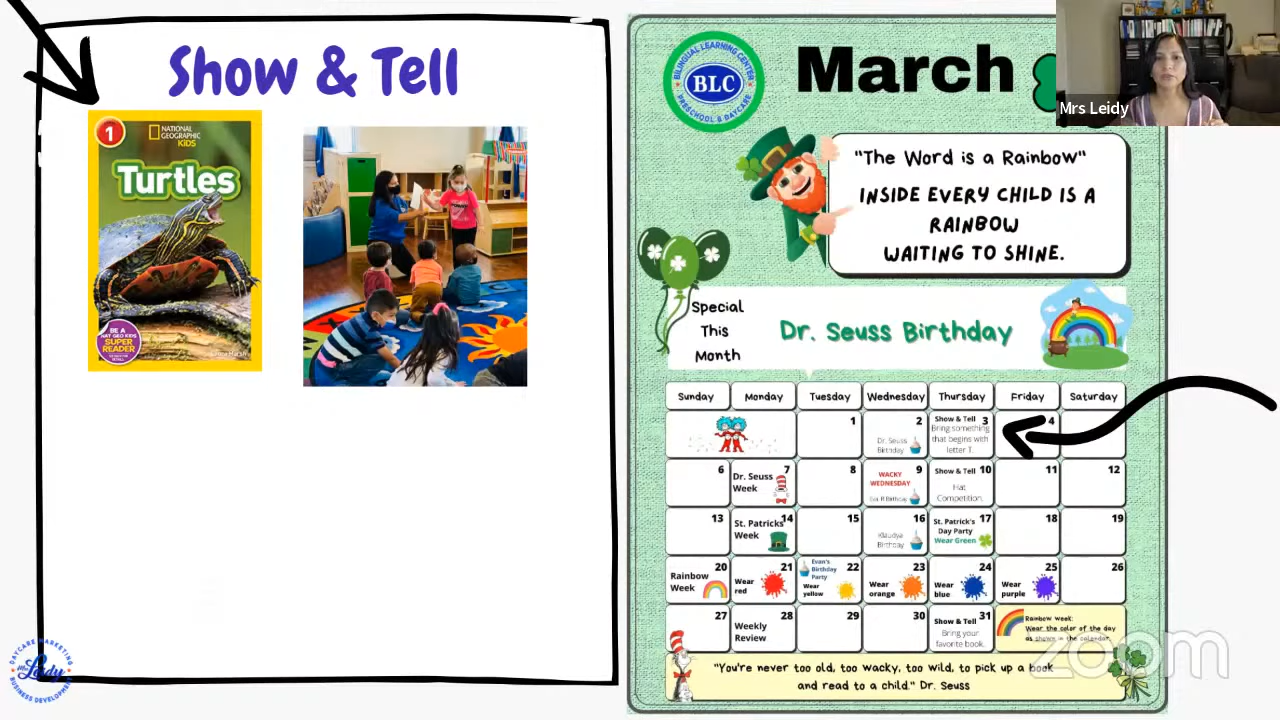 Show & Tell
1
NATIONAL
GEOGRAPHIC
KIDS
Turtles
BE A
NAT GEO KIDS
SUPER
READER
BILINGUAL LEARNING CENTER
BLC
PRESCHOOL & DAYCARE
March
Mrs Leidy
"The Word is a Rainbow"
INSIDE EVERY CHILD IS A
RAINBOW
WAITING TO SHINE.
Special
This
Month
Dr. Seuss Birthday
Sunday Monday Tuesday Wednesday Thursday Friday Saturday
1
2
Dr. Seuss
Birthday
Show & Tell 3
Bring something
that begins with
letter T.
4
6
Dr. Seuss 7
Week
8
9
WACKY
WEDNESDAY
Birthday
Show & Tell 10
Hat
Competition.
11
12
13
14
St. Patricks
Week
15
16
Klaudya
Birthday
St. Patrick's 17
Day Party
Wear Green
18
19
20
Rainbow
Week
21
Wear
red
22
Evan's
Birthday
Party
Wear
yellow
23
Wear
orange
24
Wear
blue
25
Wear
purple
26
27
28
Weekly
Review
29
30
Show & Tell 31
Bring your
favorite book.
Rainbow week:
Wear the color of the day
as shown in the calendar.
"You're never too old, too wacky, too wild, to pick up a book
and read to a child." Dr. Seuss
zoom
DAYCARE MARKETING
Leidy
BUSINESS DEVELOPMENT